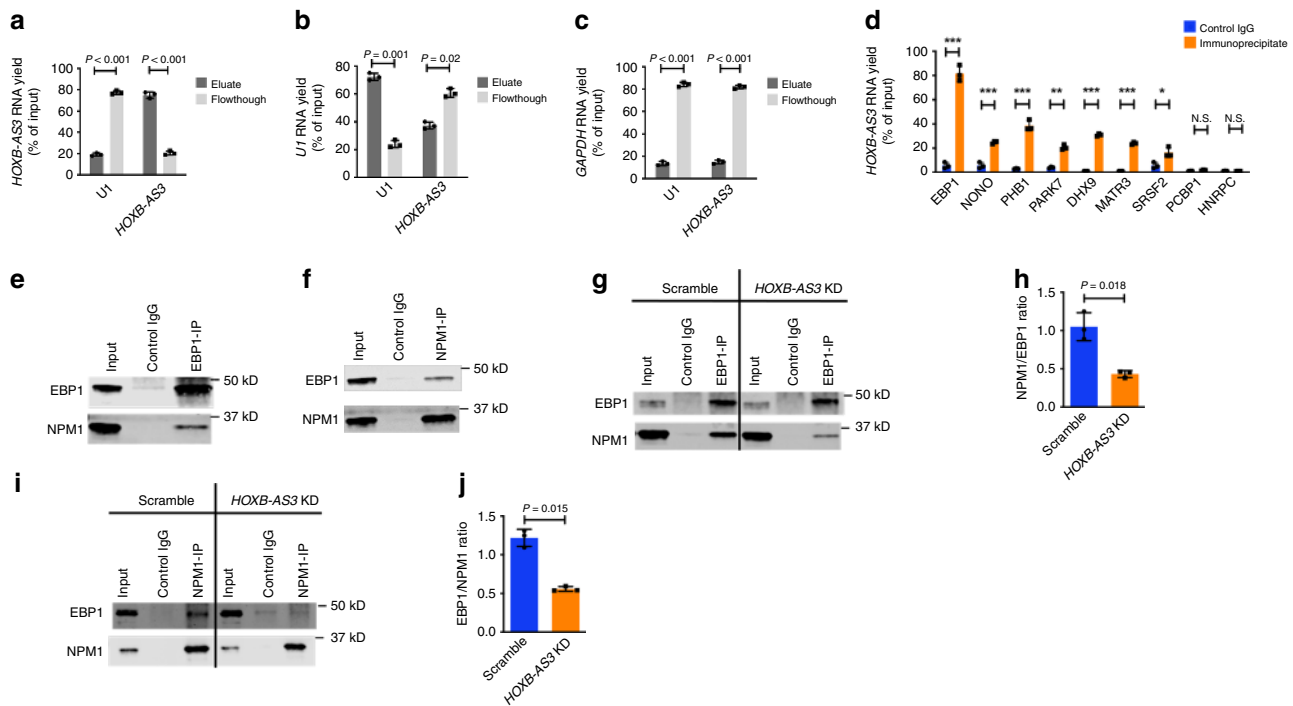 a
P < 0.001
P < 0.001
100
80
60
40
20
0
HOXB-AS3 RNA yield
(% of input)
Eluate
Flowthough
U1
HOXB-AS3
b
P = 0.001
P = 0.02
80
60
40
20
0
U1 RNA yield
(% of input)
Eluate
Flowthough
U1
HOXB-AS3
c
P < 0.001
P < 0.001
100
80
60
40
20
0
GAPDH RNA yield
(% of input)
Eluate
Flowthough
U1
HOXB-AS3
d
Control IgG
Immunoprecipitate
100
80
60
40
20
0
HOXB-AS3 RNA yield
(% of input)
***
***
***
**
***
***
*
N.S.
N.S.
EBP1
NONO
PHB1
PARK7
DHX9
MATR3
SRSF2
PCBP1
HNRPC
e
Input
Control IgG
EBP1-IP
EBP1
50 kD
NPM1
37 kD
f
Input
Control IgG
NPM1-IP
EBP1
50 kD
NPM1
37 kD
g
Scramble
HOXB-AS3 KD
Input
Control IgG
EBP1-IP
Input
Control IgG
EBP1-IP
EBP1
50 kD
NPM1
37 kD
h
P = 0.018
1.5
1.0
0.5
0.0
NPM1/EBP1 ratio
Scramble
HOXB-AS3 KD
i
Scramble
HOXB-AS3 KD
Input
Control IgG
NPM1-IP
Input
Control IgG
NPM1-IP
EBP1
50 kD
NPM1
37 kD
j
P = 0.015
1.5
1.0
0.5
0.0
EBP1/NPM1 ratio
Scramble
HOXB-AS3 KD